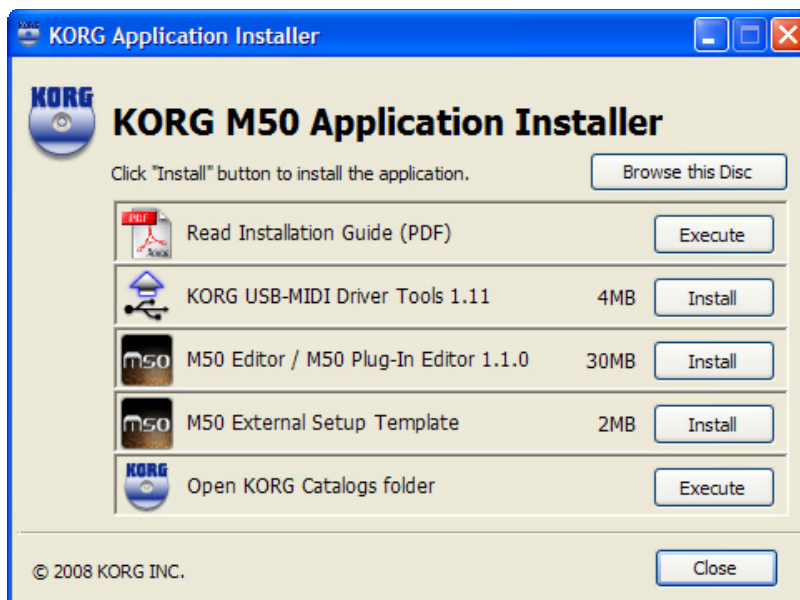 KORG Application Installer
KORG
KORG M50 Application Installer
Click "Install" button to install the application.
Browse this Disc
PDF
Read Installation Guide (PDF)
Execute
KORG USB-MIDI Driver Tools 1.11
4MB
Install
m50
M50 Editor / M50 Plug-In Editor 1.1.0
30MB
Install
m50
M50 External Setup Template
2MB
Install
KORG
Open KORG Catalogs folder
Execute
© 2008 KORG INC.
Close